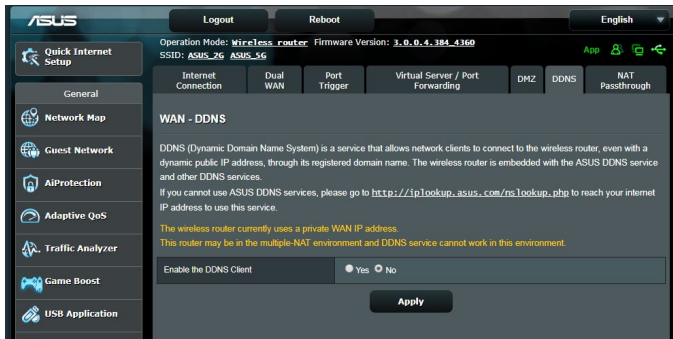 ASUS
Logout
Reboot
English
Quick Internet
Setup
Operation Mode: Wireless router Firmware Version: 3.0.0.4.384_4360
SSID: ASUS_2G ASUS_5G
App
Internet
Connection
Dual
WAN
Port
Trigger
Virtual Server / Port
Forwarding
DMZ
DDNS
NAT
Passthrough
General
Network Map
Guest Network
AiProtection
Adaptive QoS
Traffic Analyzer
Game Boost
USB Application
WAN - DDNS
DDNS (Dynamic Domain Name System) is a service that allows network clients to connect to the wireless router, even with a
dynamic public IP address, through its registered domain name. The wireless router is embedded with the ASUS DDNS service
and other DDNS services.
If you cannot use ASUS DDNS services, please go to http://iplookup.asus.com/nslookup.php to reach your internet
IP address to use this service.
The wireless router currently uses a private WAN IP address.
This router may be in the multiple-NAT environment and DDNS service cannot work in this environment.
Enable the DDNS Client
Yes
No
Apply